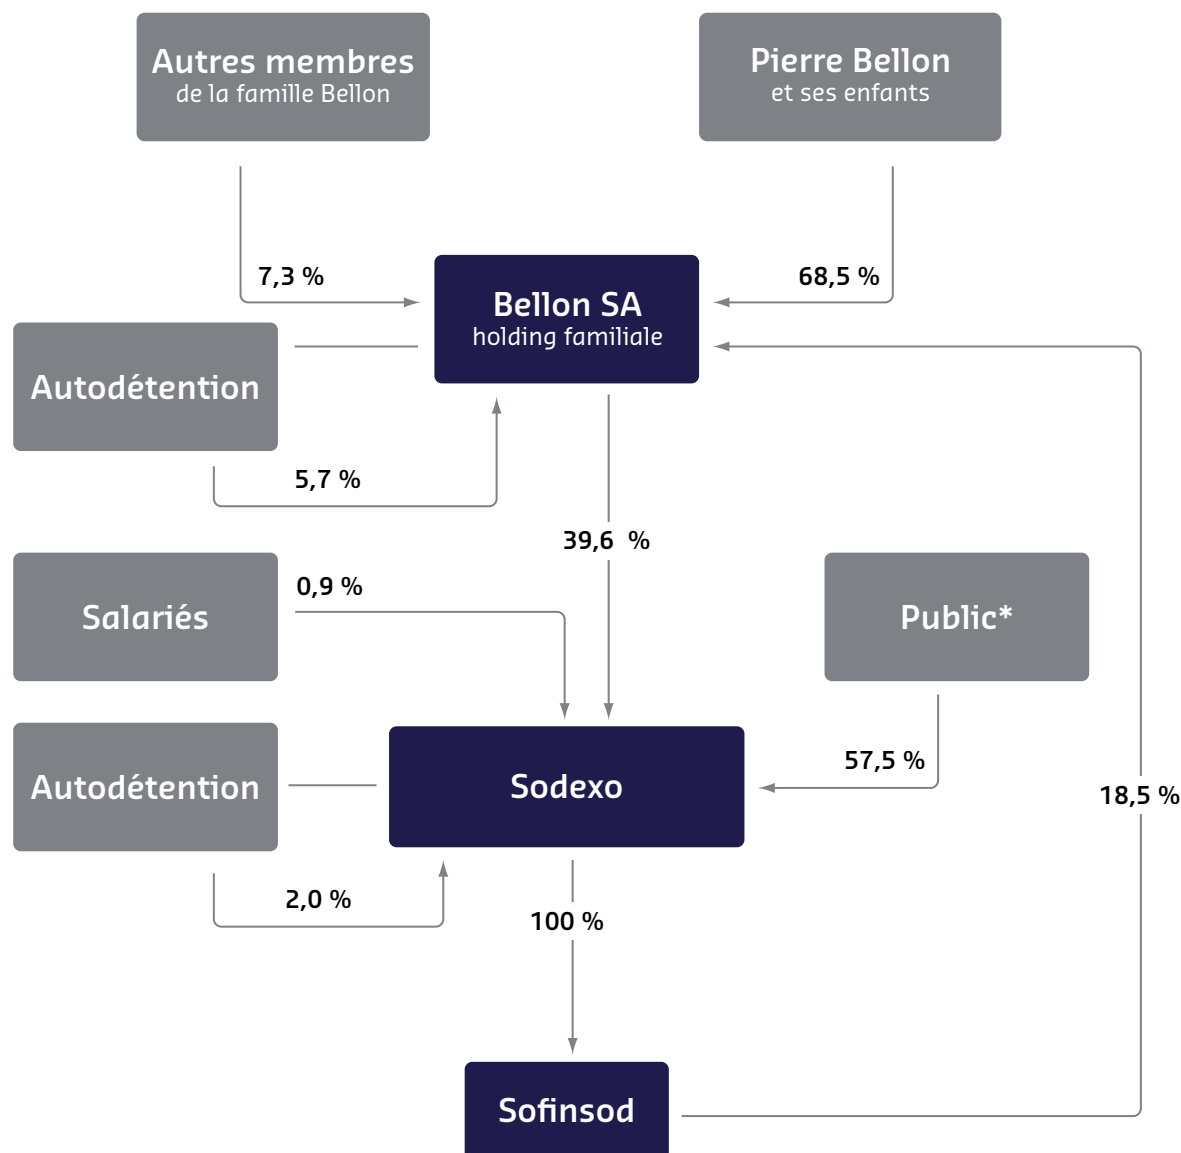 Autres membres
de la famille Bellon
Pierre Bellon
et ses enfants
7,3 %
68,5 %
Bellon SA
holding familiale
Autodétention
5,7 %
39,6 %
Salariés
0,9 %
Public*
Autodétention
Sodexo
57,5 %
18,5 %
2,0 %
100 %
Sofinsod